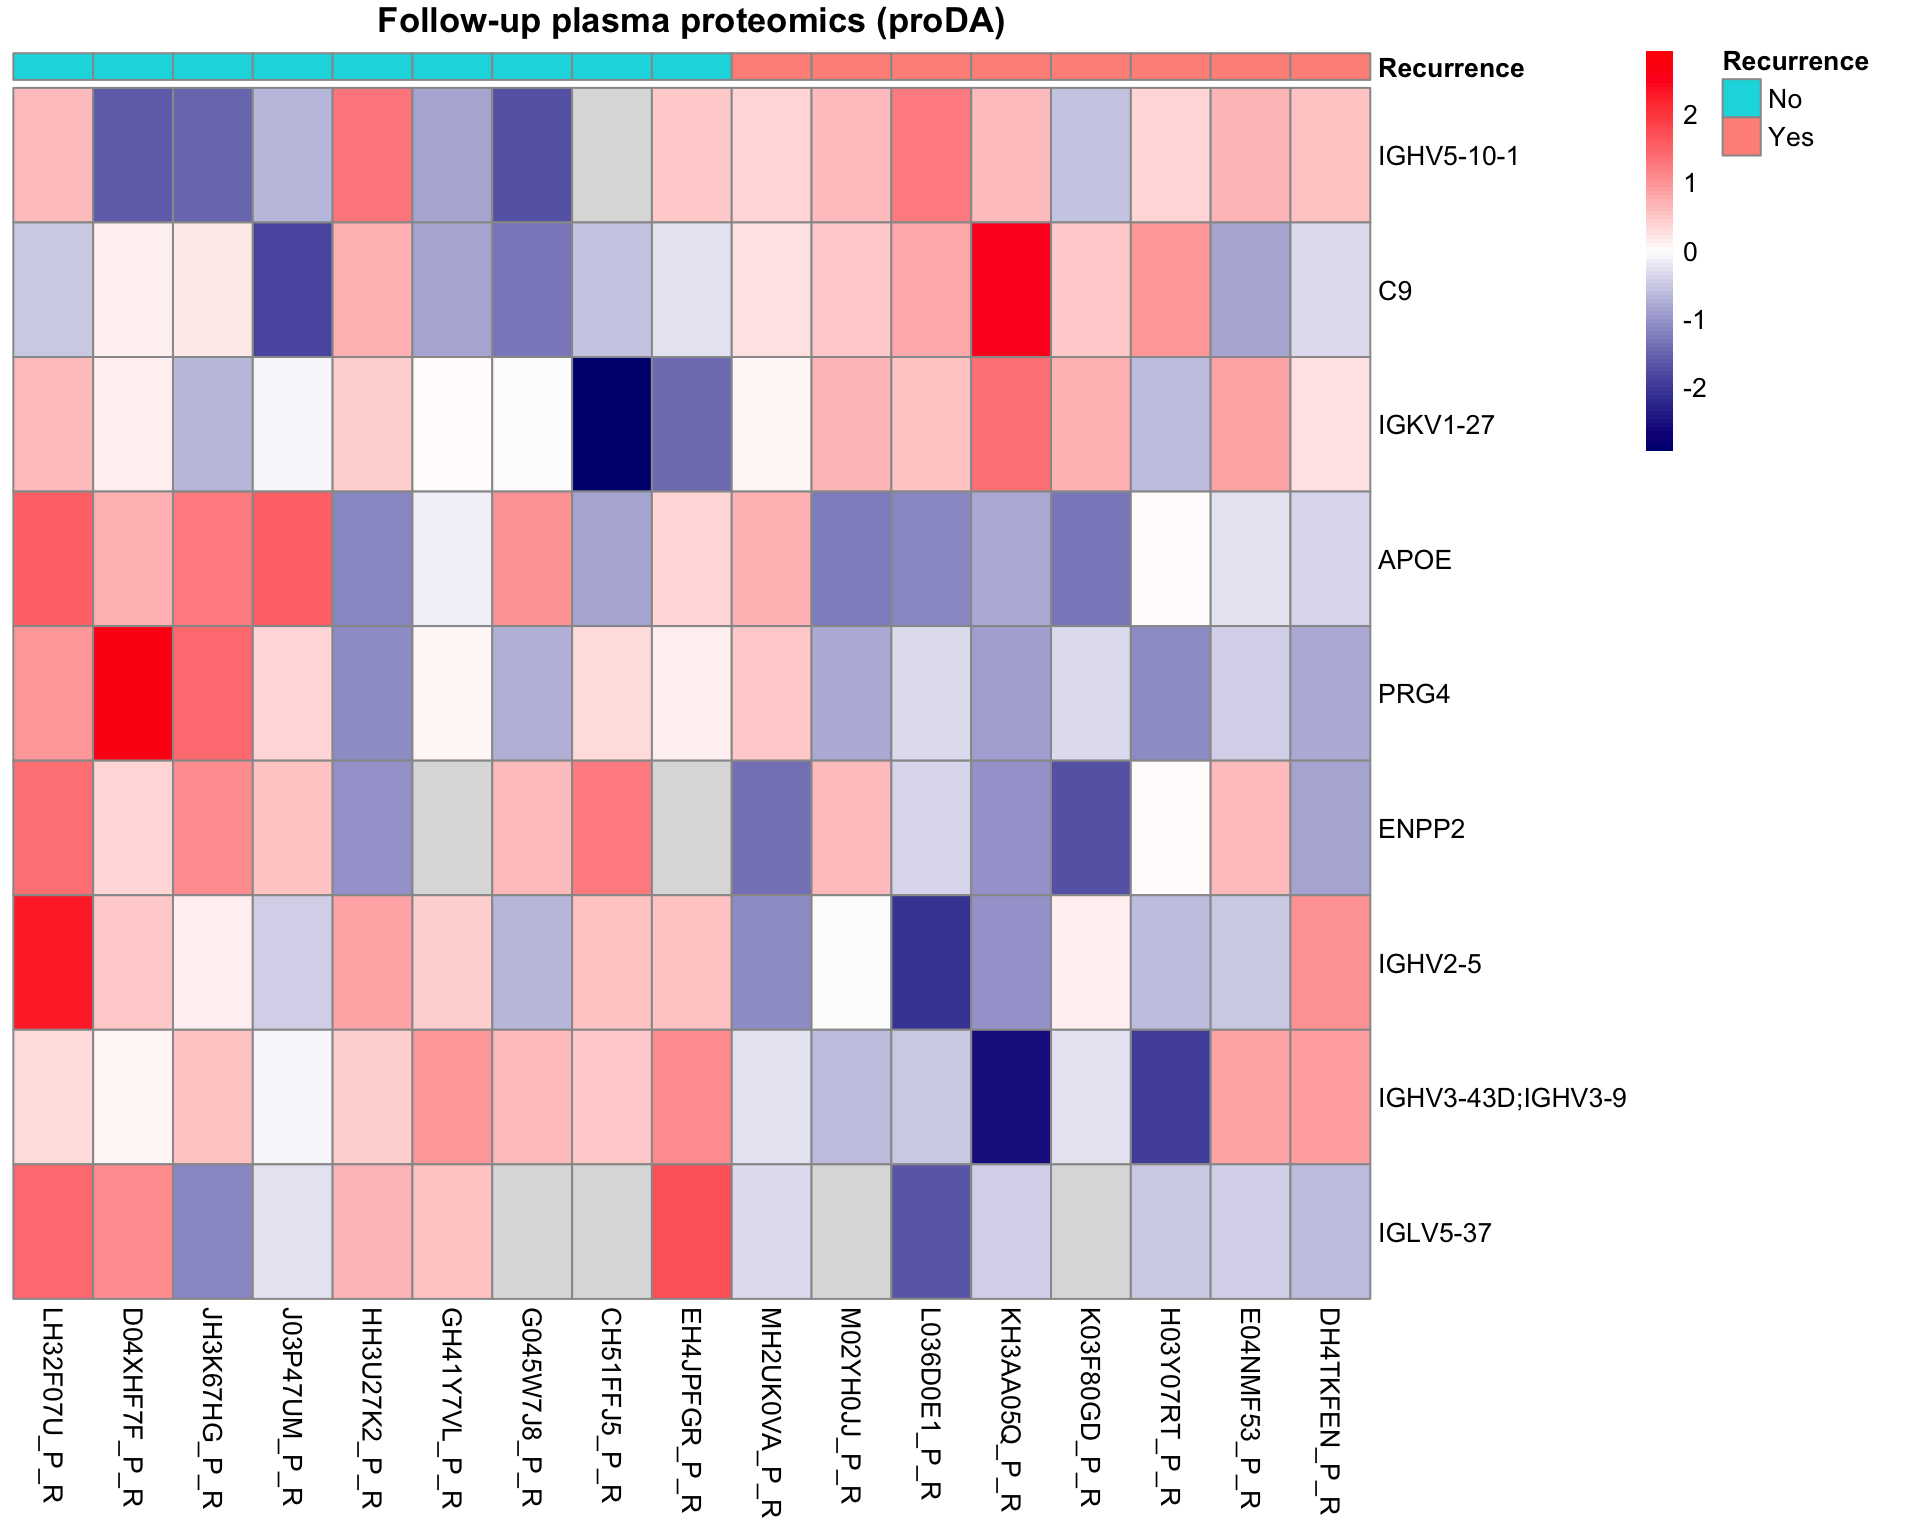 Follow-up plasma proteomics (proDA)
Recurrence
IGHV5-10-1
C9
IGKV1-27
APOE
PRG4
ENPP2
IGHV2-5
IGHV3-43D;IGHV3-9
IGLV5-37
LH32F07U_P_R
D04XHF7F_P_R
JH3K67HG_P_R
J03P47UM_P_R
HH3U27K2_P_R
GH41Y7VL_P_R
G045W7J8_P_R
CH51FFJ5_P_R
EH4JPFGR_P_R
MH2UK0VA_P_R
M02YYH0JJ_P_R
L036D0E1_P_R
KH3AA05Q_P_R
K03F80GD_P_R
H03Y07RT_P_R
E04NMF53_P_R
DH4TKFEN_P_R
2
1
0
-1
-2
Recurrence
No
Yes